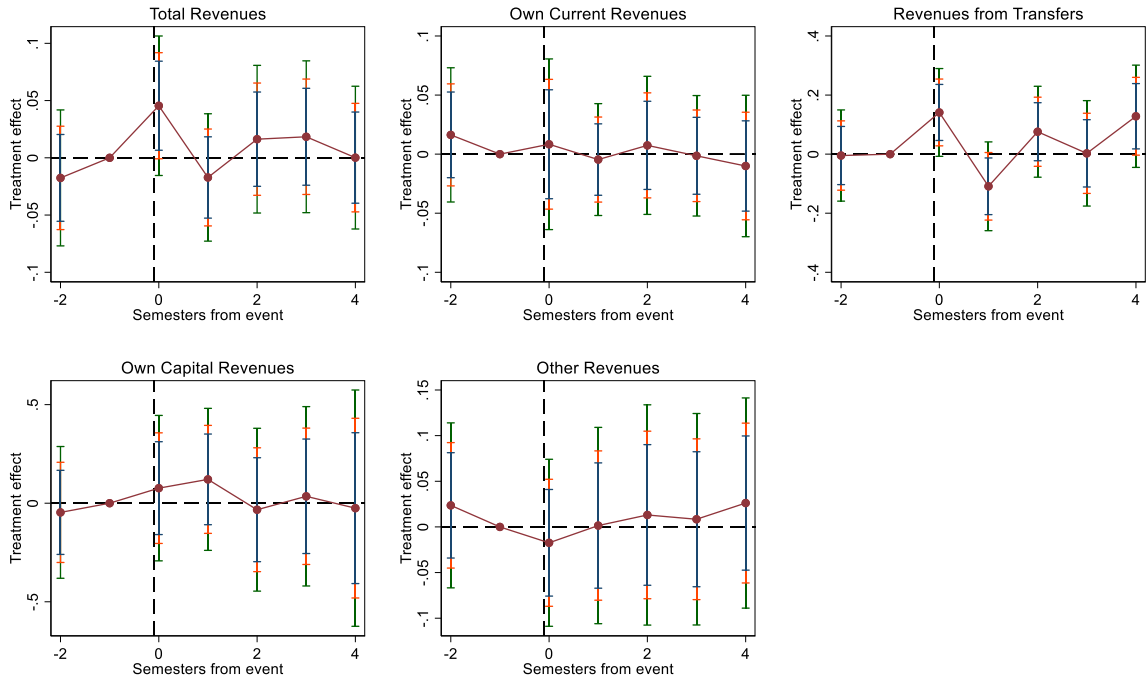 Total Revenues
Treatment effect
.1
.05
0
-.05
-.1
-2 0 2 4
Semesters from event
Own Current Revenues
Treatment effect
.1
.05
0
-.05
-.1
-2 0 2 4
Semesters from event
Revenues from Transfers
Treatment effect
.4
.2
0
-.2
-.4
-2 0 2 4
Semesters from event
Own Capital Revenues
Treatment effect
.5
0
-.5
-2 0 2 4
Semesters from event
Other Revenues
Treatment effect
.15
.1
.05
0
-.05
-.1
-2 0 2 4
Semesters from event